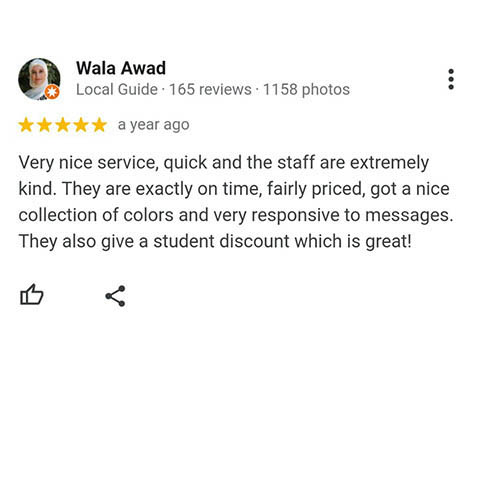 Wala Awad
Local Guide · 165 reviews · 1158 photos
a year ago
Very nice service, quick and the staff are extremely
kind. They are exactly on time, fairly priced, got a nice
collection of colors and very responsive to messages.
They also give a student discount which is great!